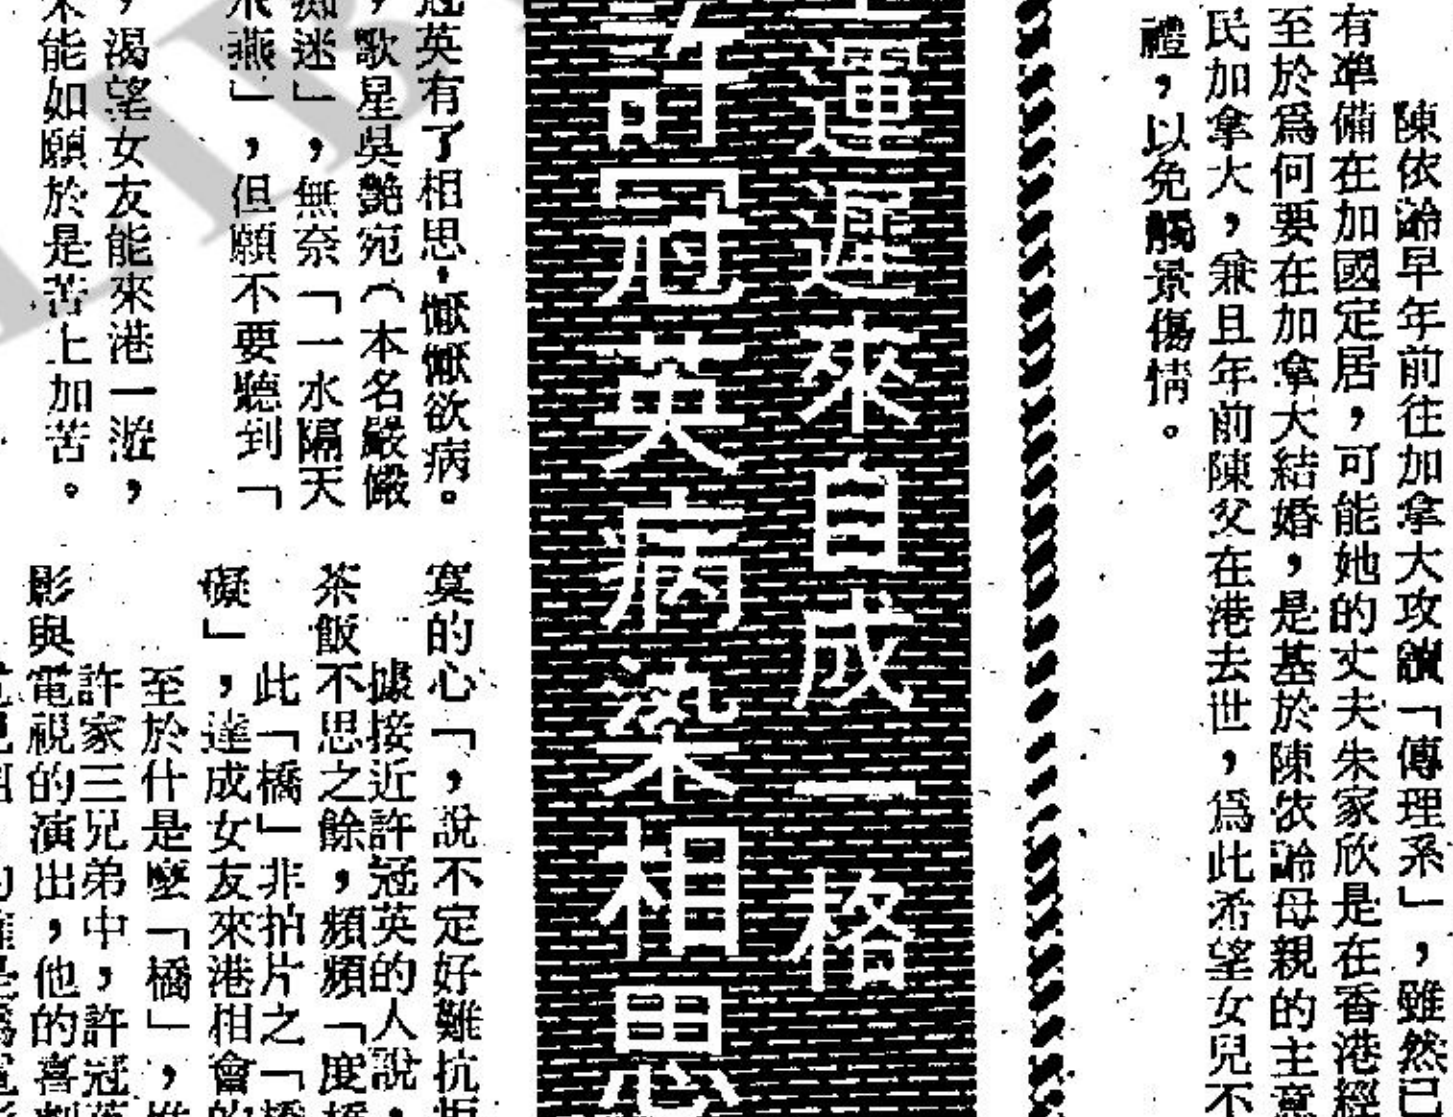 陳依齡早年前往加拿大攻讀「傳理系」，雖然已
有準備在加國定居，可能她的丈夫朱家欣是在香港經
至於爲何要在加拿大結婚，是基於陳依齡母親的主意
民加拿大，兼且年前陳父在港去世，爲此希望女兒不
禮，以免觸景傷情。
運遲來自成一格
許冠英病染相思
冠英有了相思，懨懨欲病。
，歌星吳艷宛（本名嚴
痴迷」，無奈「一水隔天
燕」，但願不要聽到「
，渴望女友能來港一遊，
未能如願於是苦上加苦。
寞的心「，說不定好難抗拒
據接近許冠英的人說，
茶飯不思之餘，頻頻「度橋
此「橋」非拍片之「橋
礙」，達成女友來港相會的
至於什是麼「橋」，
許家三兄弟中，許冠英
影與電視的演出，他的喜劇